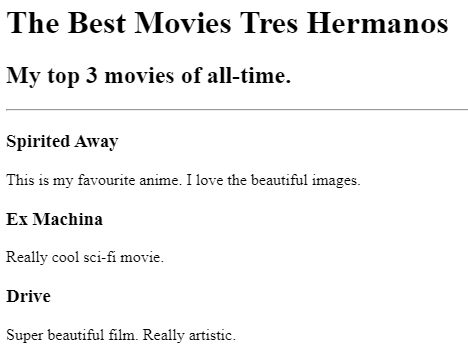 The Best Movies Tres Hermanos
My top 3 movies of all-time.
Spirited Away
This is my favourite anime. I love the beautiful images.
Ex Machina
Really cool sci-fi movie.
Drive
Super beautiful film. Really artistic.